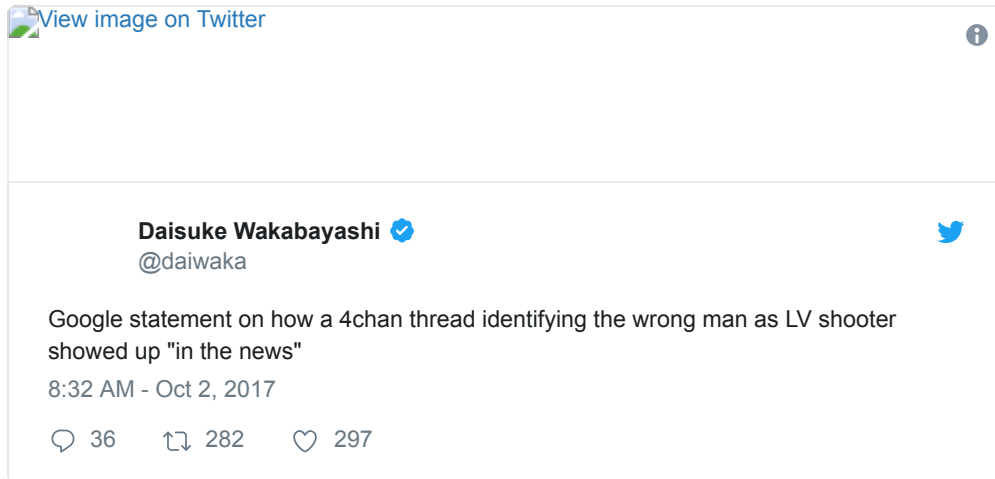 View image on Twitter
Daisuke Wakabayashi
@daiwaka
Google statement on how a 4chan thread identifying the wrong man as LV shooter
showed up "in the news"
8:32 AM - Oct 2, 2017
36 282 297